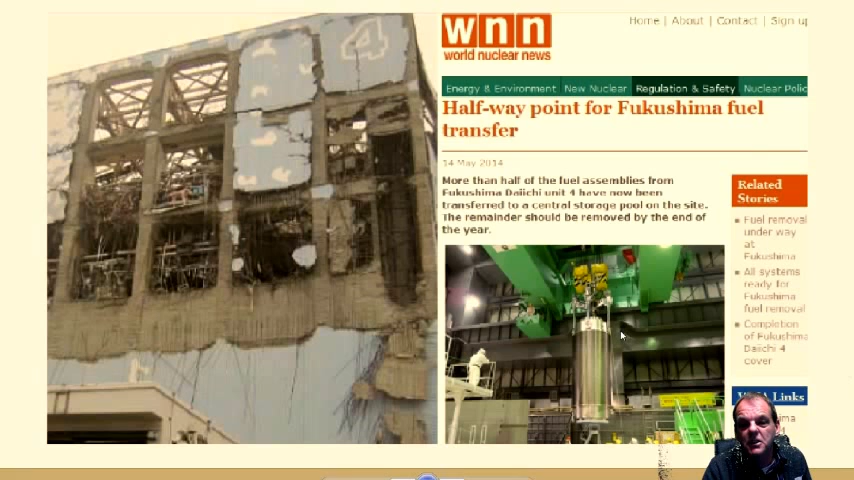 4
wnn
world nuclear news
Home | About | Contact | Sign up
Energy & Environment New Nuclear Regulation & Safety Nuclear Polic
Half-way point for Fukushima fuel
transfer
14 May 2014
More than half of the fuel assemblies from
Fukushima Daiichi unit 4 have now been
transferred to a central storage pool on the site.
The remainder should be removed by the end of
the year.
Related
Stories
Fuel removal
under way
at
Fukushima
All systems
ready for
Fukushima
fuel removal
Completion
of Fukushima
Daiichi 4
cover
Links